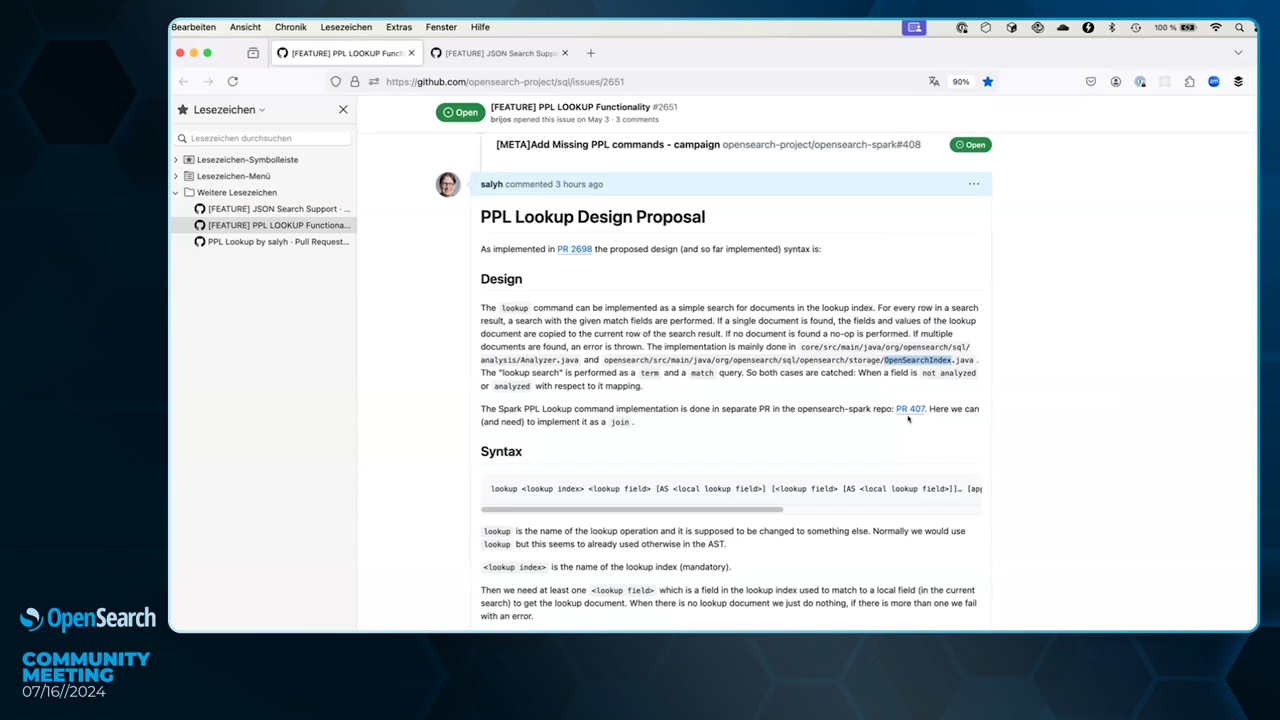 Bearbeiten Ansicht Chronik Lesezeichen Extras Fenster Hilfe 100 %
[FEATURE] PPL LOOKUP Functi
[FEATURE] JSON Search Suppo
https://github.com/opensearch-project/sql/issues/2651
90%
Lesezeichen
Lesezeichen durchsuchen
Lesezeichen-Symbolleiste
Lesezeichen-Menü
Weitere Lesezeichen
[FEATURE] JSON Search Support · ...
[FEATURE] PPL LOOKUP Functiona...
PPL Lookup by salyh · Pull Request...
Open
[FEATURE] PPL LOOKUP Functionality #2651
brijos opened this issue on May 3 · 3 comments
[META]Add Missing PPL commands - campaign opensearch-project/opensearch-spark#408
Open
salyh commented 3 hours ago
PPL Lookup Design Proposal
As implemented in PR 2698 the proposed design (and so far implemented) syntax is:
Design
The lookup command can be implemented as a simple search for documents in the lookup index. For every row in a search
result, a search with the given match fields are performed. If a single document is found, the fields and values of the lookup
document are copied to the current row of the search result. If no document is found a no-op is performed. If multiple
documents are found, an error is thrown. The implementation is mainly done in core/src/main/java/org/opensearch/sql/
analysis/Analyzer.java and opensearch/src/main/java/org/opensearch/sql/opensearch/storage/OpenSearchIndex.java .
The "lookup search" is performed as a term and a match query. So both cases are catched: When a field is not analyzed
or analyzed with respect to it mapping.
The Spark PPL Lookup command implementation is done in separate PR in the opensearch-spark repo: PR 407. Here we can
(and need) to implement it as a join .
Syntax
lookup <lookup index> <lookup field> [AS <local lookup field>] [<lookup field> [AS <local lookup field>]]… [app
lookup is the name of the lookup operation and it is supposed to be changed to something else. Normally we would use
lookup but this seems to already used otherwise in the AST.
<lookup index> is the name of the lookup index (mandatory).
Then we need at least one <lookup field> which is a field in the lookup index used to match to a local field (in the current
search) to get the lookup document. When there is no lookup document we just do nothing, if there is more than one we fail
with an error.
OpenSearch
COMMUNITY
MEETING
07/16//2024